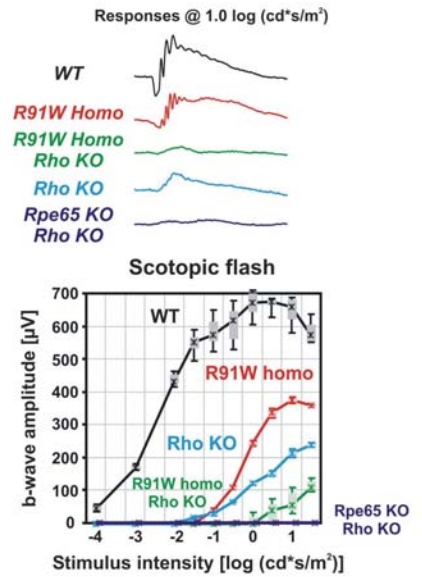 Responses @ 1.0 log (cd*s/m²)
WT
R91W Homo
R91W Homo
Rho KO
Rho KO
Rpe65 KO
Rho KO
Scotopic flash
b-wave amplitude [µV]
700
600
500
400
300
200
100
0
WT
R91W homo
Rho KO
R91W homo
Rho KO
Rpe65 KO
Rho KO
-4 -3 -2 -1 0 1
Stimulus intensity [log (cd*s/m²)]